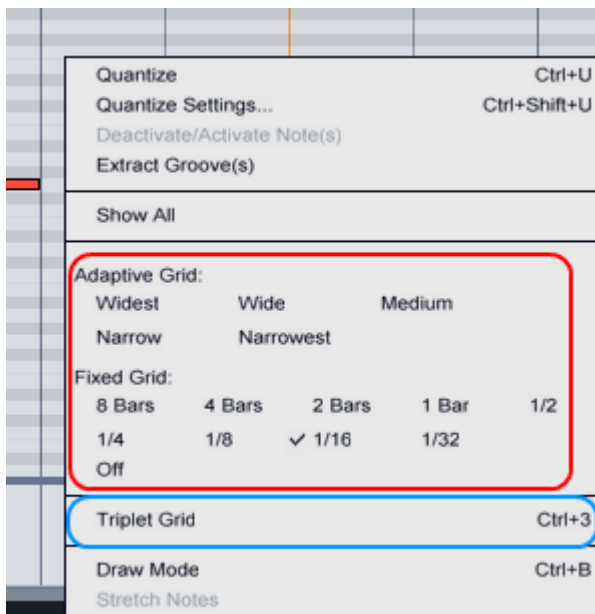 Quantize Ctrl+U
Quantize Settings... Ctrl+Shift+U
Deactivate/Activate Note(s)
Extract Groove(s)
Show All
Adaptive Grid:
Widest Wide Medium
Narrow Narrowest
Fixed Grid:
8 Bars 4 Bars 2 Bars 1 Bar 1/2
1/4 1/8 ✓ 1/16 1/32
Off
Triplet Grid Ctrl+3
Draw Mode Ctrl+B
Stretch Notes